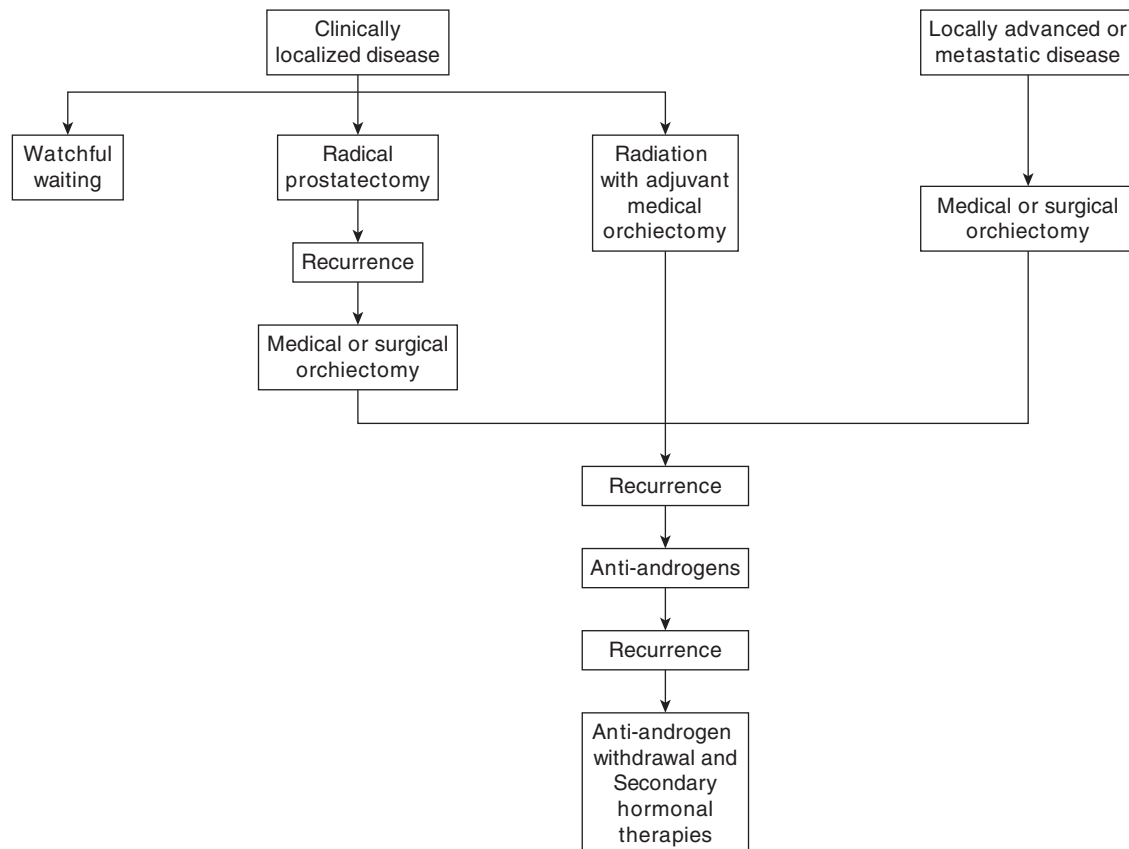 Clinically
localized disease
Locally advanced or
metastatic disease
Watchful
waiting
Radical
prostatectomy
Radiation
with adjuvant
medical
orchiectomy
Medical or surgical
orchiectomy
Recurrence
Medical or surgical
orchiectomy
Recurrence
Anti-androgens
Recurrence
Anti-androgen
withdrawal and
Secondary
hormonal
therapies